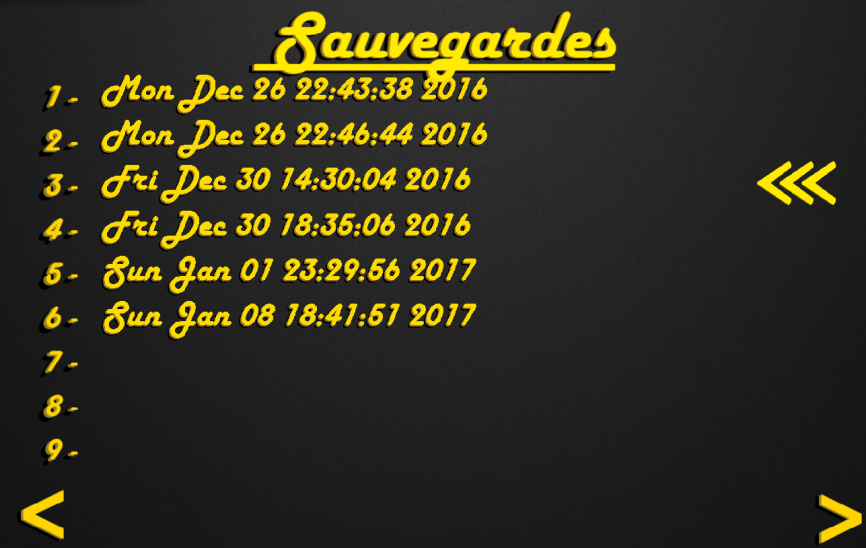 Sauvegardes
1- Mon Dec 26 22:43:38 2016
2- Mon Dec 26 22:46:44 2016
3- Fri Dec 30 14:30:04 2016
4- Fri Dec 30 18:35:06 2016
5- Sun Jan 01 23:29:56 2017
6- Sun Jan 08 18:41:51 2017
7-
8-
9-
<<<
< >